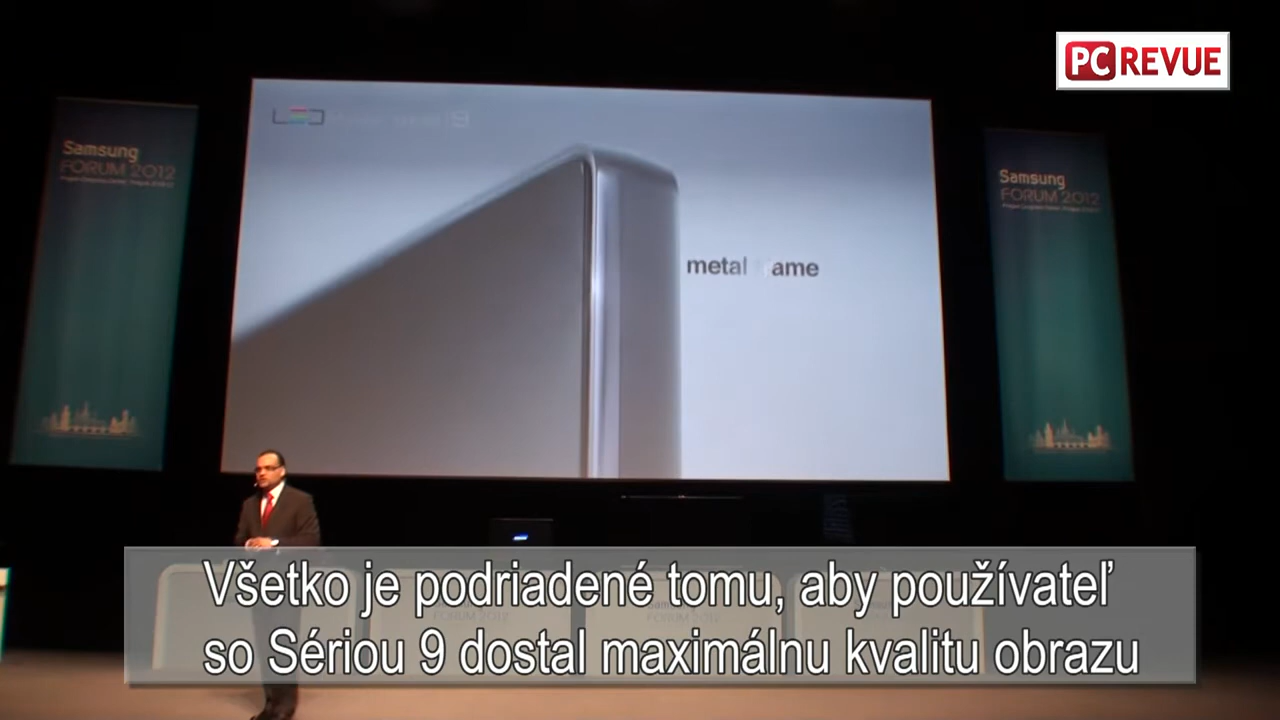 PC REVUE
Samsung
FORUM 2012
Samsung
FORUM 2012
metal ame
Všetko je podriadené tomu, aby používateľ
so Sériou 9 dostal maximálnu kvalitu obrazu